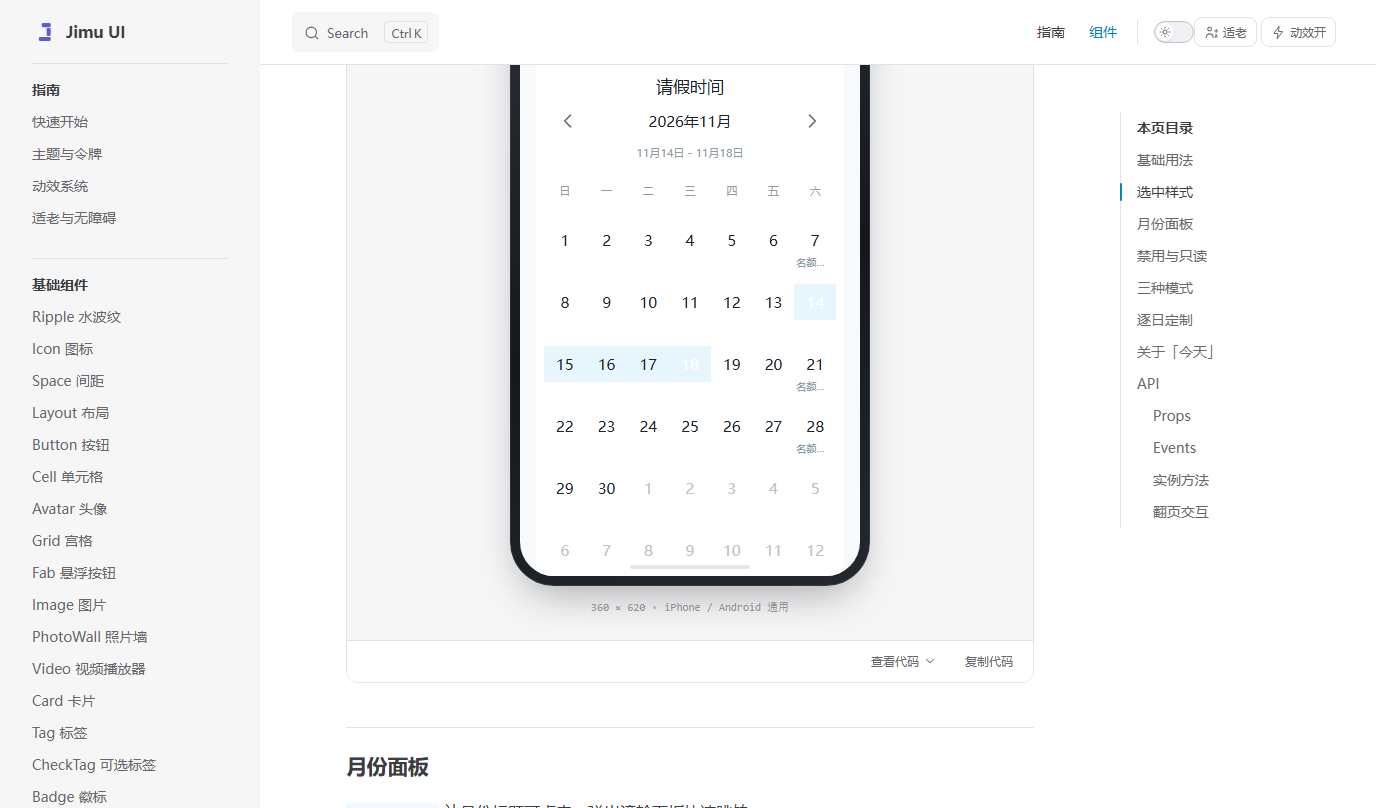 Jimu UI
Search Ctrl K
指南 组件 适老 动效开
指南
快速开始
主题与令牌
动效系统
适老与无障碍
基础组件
Ripple 水波纹
Icon 图标
Space 间距
Layout 布局
Button 按钮
Cell 单元格
Avatar 头像
Grid 宫格
Fab 悬浮按钮
Image 图片
PhotoWall 照片墙
Video 视频播放器
Card 卡片
Tag 标签
CheckTag 可选标签
Badge 徽标
请假时间
2026年11月
11月14日 - 11月18日
日 一 二 三 四 五 六
1 2 3 4 5 6 7
名额...
8 9 10 11 12 13 14
15 16 17 18 19 20 21
名额...
22 23 24 25 26 27 28
名额...
29 30 1 2 3 4 5
6 7 8 9 10 11 12
360 × 620 · iPhone / Android 通用
查看代码 复制代码
月份面板
本页目录
基础用法
选中样式
月份面板
禁用与只读
三种模式
逐日定制
关于「今天」
API
Props
Events
实例方法
翻页交互